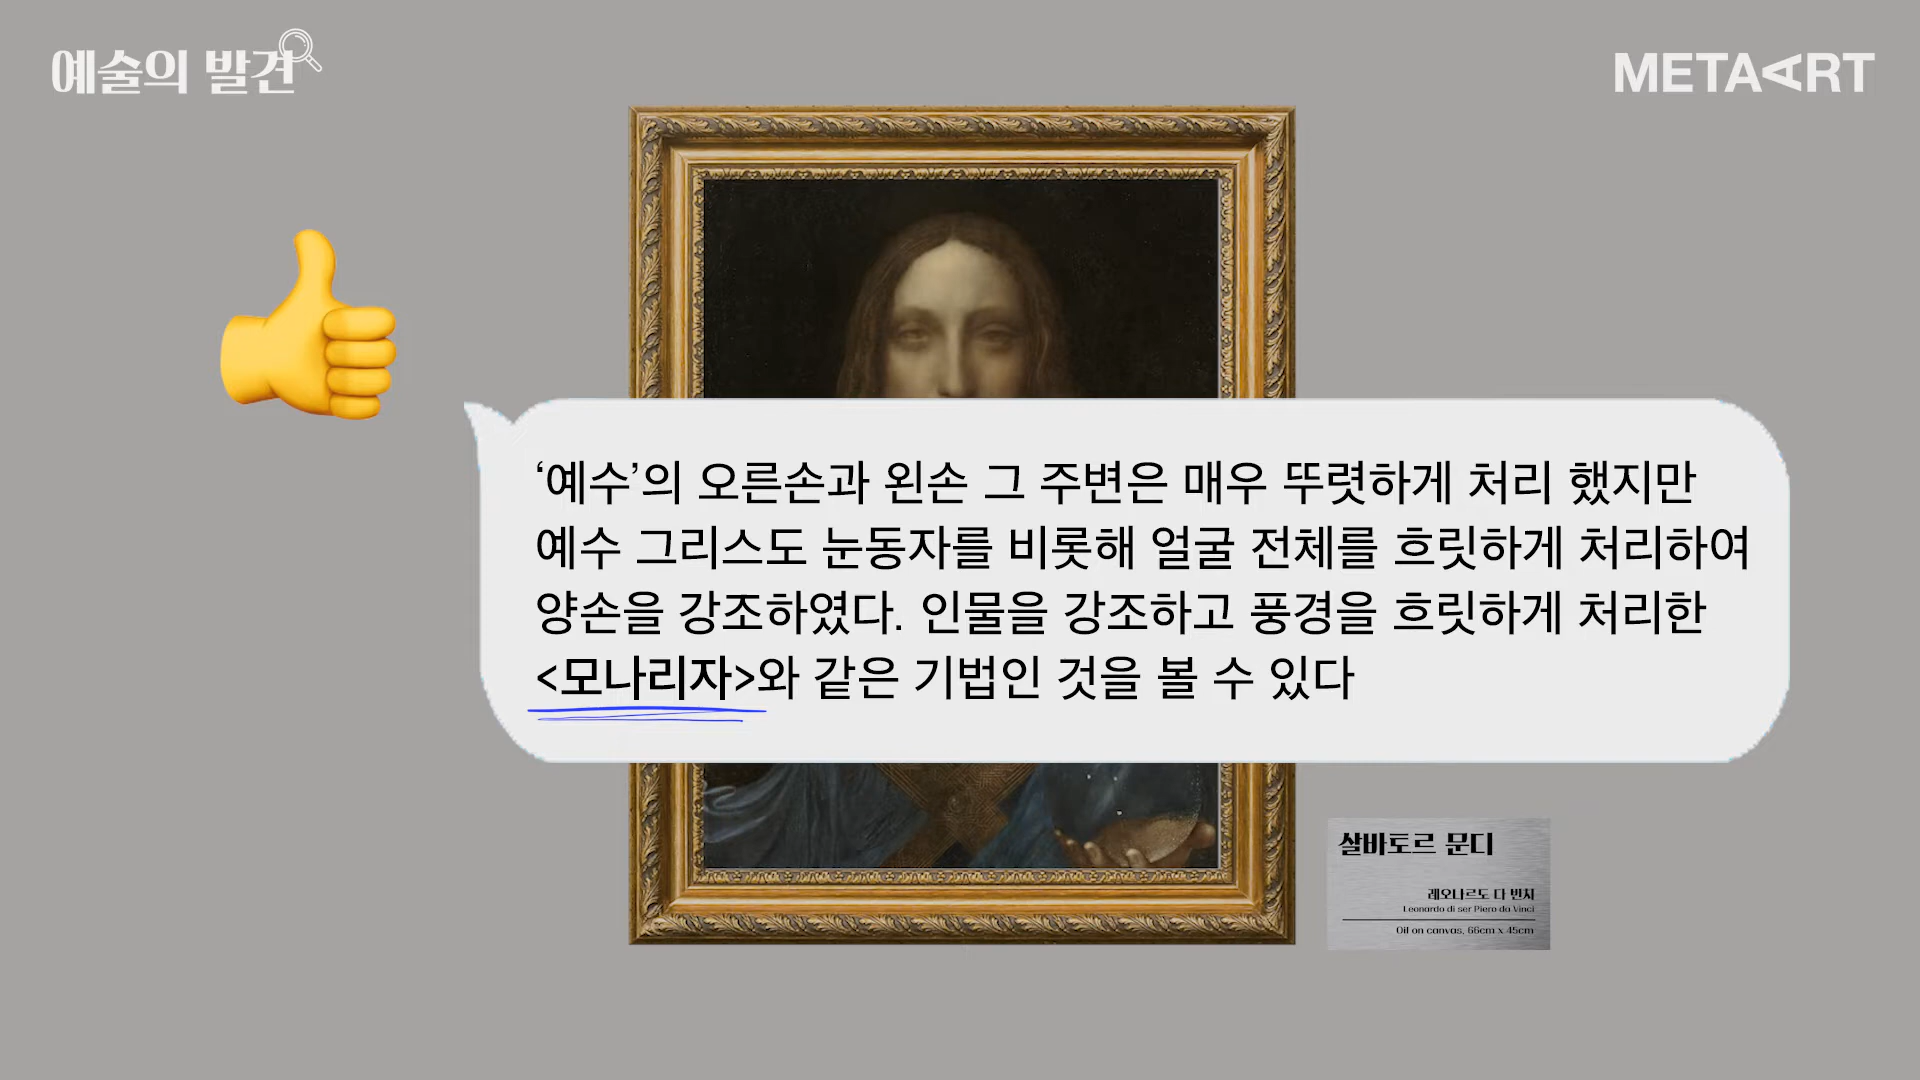 예술의 발견
METAART
‘예수’의 오른손과 왼손 그 주변은 매우 뚜렷하게 처리 했지만
예수 그리스도 눈동자를 비롯해 얼굴 전체를 흐릿하게 처리하여
양손을 강조하였다. 인물을 강조하고 풍경을 흐릿하게 처리한
<모나리자>와 같은 기법인 것을 볼 수 있다
살바토르 문디
레오나르도 다 빈치
Leonardo di ser Piero da Vinci
Oil on canvas, 66cm x 45cm